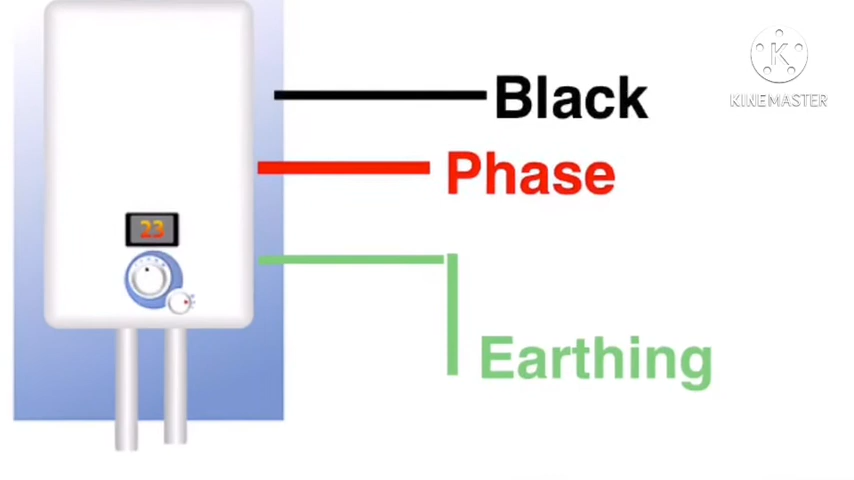 K
KINEMASTER
Black
Phase
23
Earthing